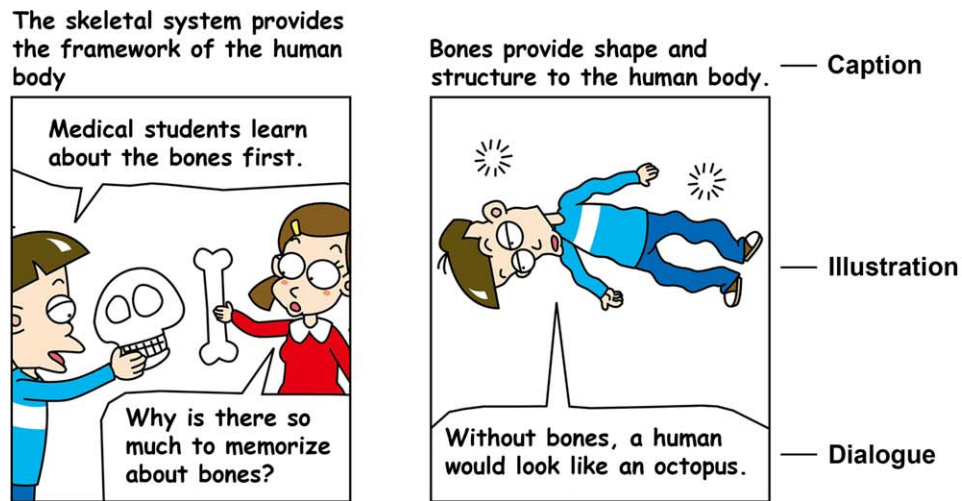 The skeletal system provides
the framework of the human
body
Medical students learn
about the bones first.
Why is there so
much to memorize
about bones?
Bones provide shape and
structure to the human body.
Without bones, a human
would look like an octopus.
Caption
Illustration
Dialogue